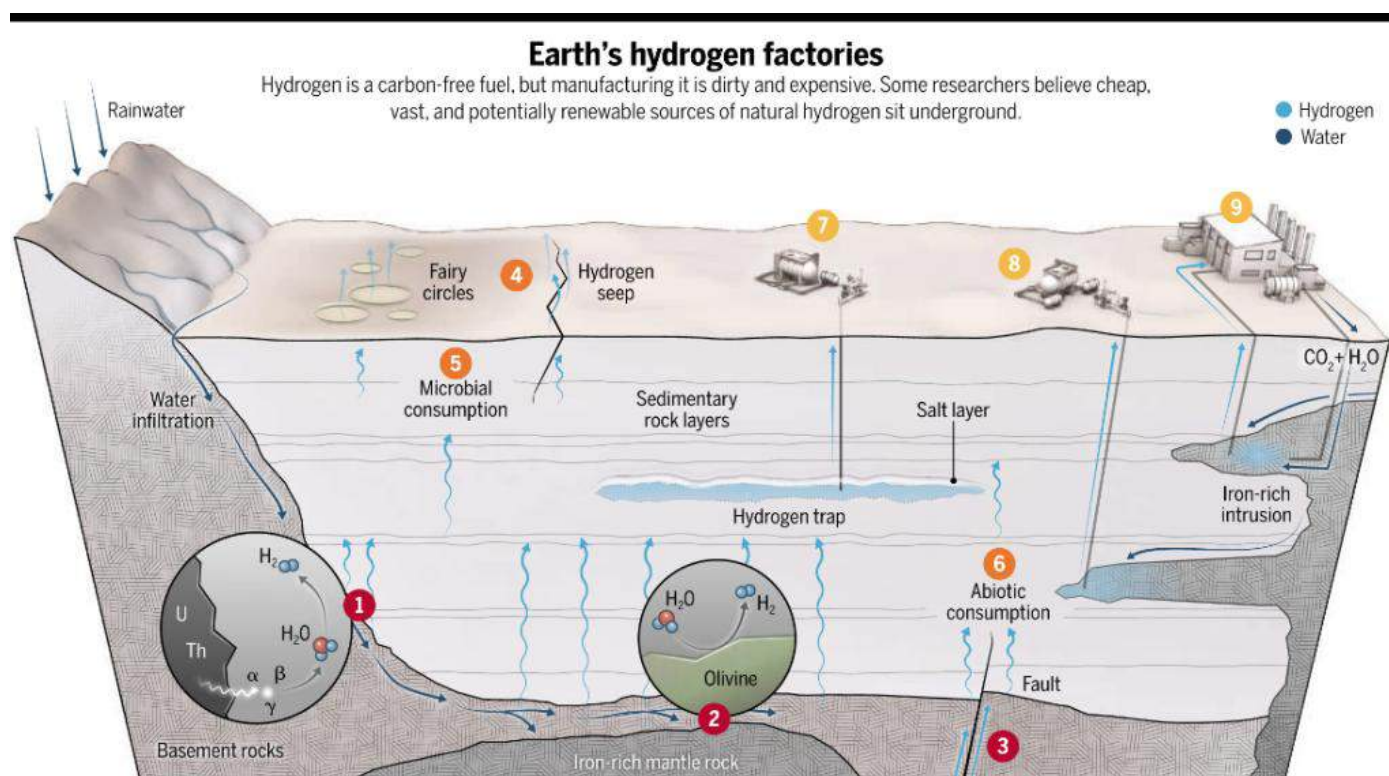 Earth's hydrogen factories
Hydrogen is a carbon-free fuel, but manufacturing it is dirty and expensive. Some researchers believe cheap,
vast, and potentially renewable sources of natural hydrogen sit underground.
Rainwater
Hydrogen
Water
9
7
8
Fairy
circles
4
Hydrogen
seep
5
Microbial
consumption
CO₂ + H₂O
Water
infiltration
Sedimentary
rock layers
Salt layer
Hydrogen trap
Iron-rich
intrusion
H₂
U
Th
H₂O
α β
γ
1
H₂O
H₂
Olivine
2
6
Abiotic
consumption
Fault
3
Basement rocks
Iron-rich mantle rock